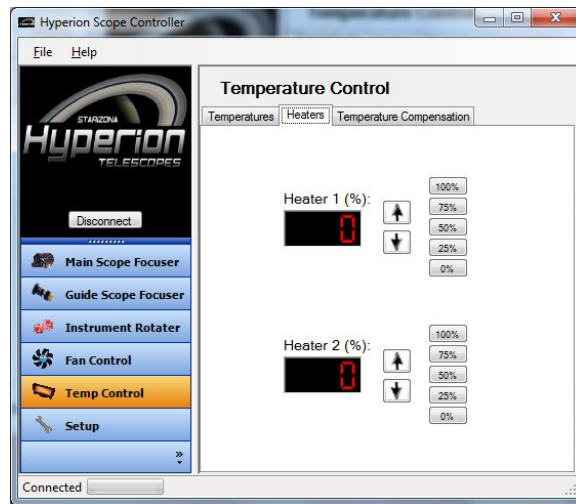 Hyperion Scope Controller
File Help
STARIZONA
Hyperion
TELESCOPES
Disconnect
Main Scope Focuser
Guide Scope Focuser
Instrument Rotater
Fan Control
Temp Control
Setup
»
Connected
Temperature Control
Temperatures Heaters Temperature Compensation
Heater 1 (%):
0
100%
75%
50%
25%
0%
Heater 2 (%):
0
100%
75%
50%
25%
0%